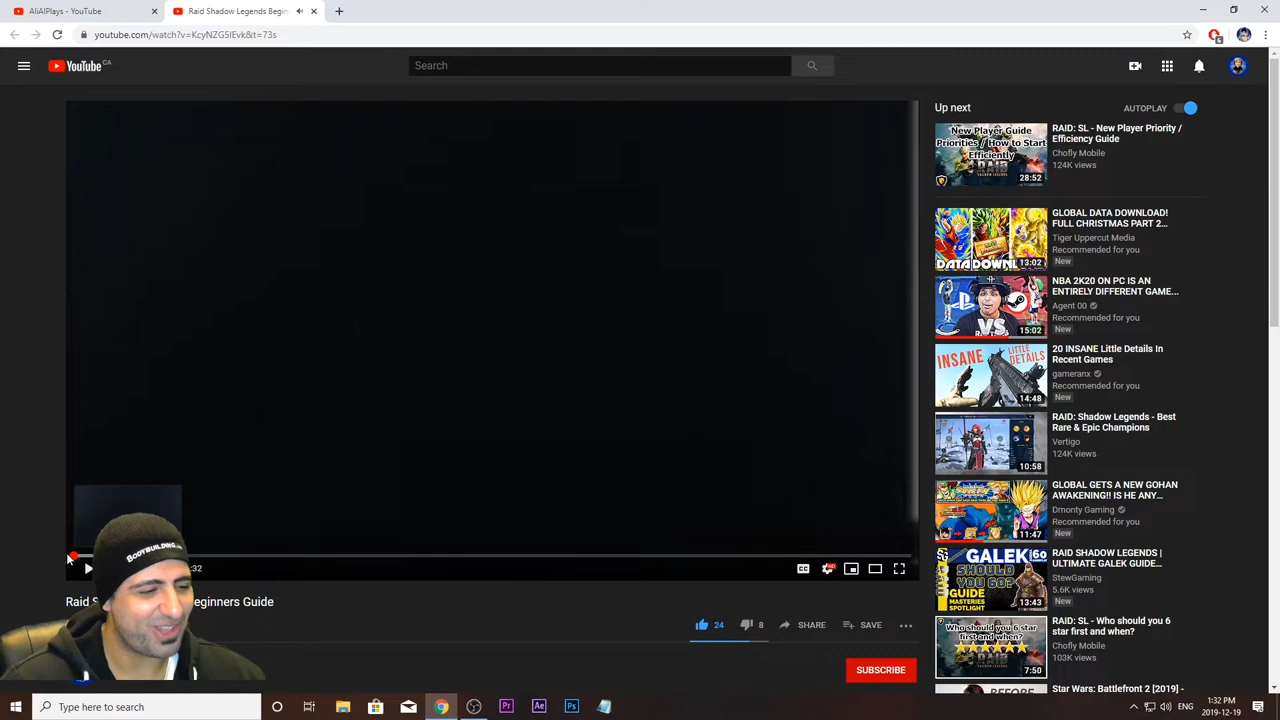 AliAlPlays - YouTube
Raid Shadow Legends Begin
youtube.com/watch?v=KcyNZG5IEvk&t=73s
6
YouTube CA
Search
Up next
AUTOPLAY
New Player Guide
Priorities / How to Start
Efficiently
RAID
28:52
RAID: SL - New Player Priority /
Efficiency Guide
Chofly Mobile
124K views
DATA DOWNL
13:02
GLOBAL DATA DOWNLOAD!
FULL CHRISTMAS PART 2...
Tiger Uppercut Media
Recommended for you
New
VS
15:02
NBA 2K20 ON PC IS AN
ENTIRELY DIFFERENT GAME...
Agent 00
Recommended for you
New
INSANE LITTLE DETAILS
14:48
20 INSANE Little Details In
Recent Games
gameranx
Recommended for you
New
10:58
RAID: Shadow Legends - Best
Rare & Epic Champions
Vertigo
124K views
11:47
GLOBAL GETS A NEW GOHAN
AWAKENING!! IS HE ANY...
Dmonty Gaming
Recommended for you
New
GALEK 60
SHOULD
YOU GO?
GUIDE
MASTERIES
SPOTLIGHT
13:43
RAID SHADOW LEGENDS |
ULTIMATE GALEK GUIDE...
StewGaming
5.6K views
New
Who should you 6 star
first and when?
7:50
RAID: SL - Who should you 6
star first and when?
Chofly Mobile
103K views
BEFORE
Star Wars: Battlefront 2 [2019] -
BODYBUILDING.
:32
Raid S
eginners Guide
24
8
SHARE
SAVE
SUBSCRIBE
Type here to search
Pr
Ae
Ps
ENG
1:32 PM
2019-12-19